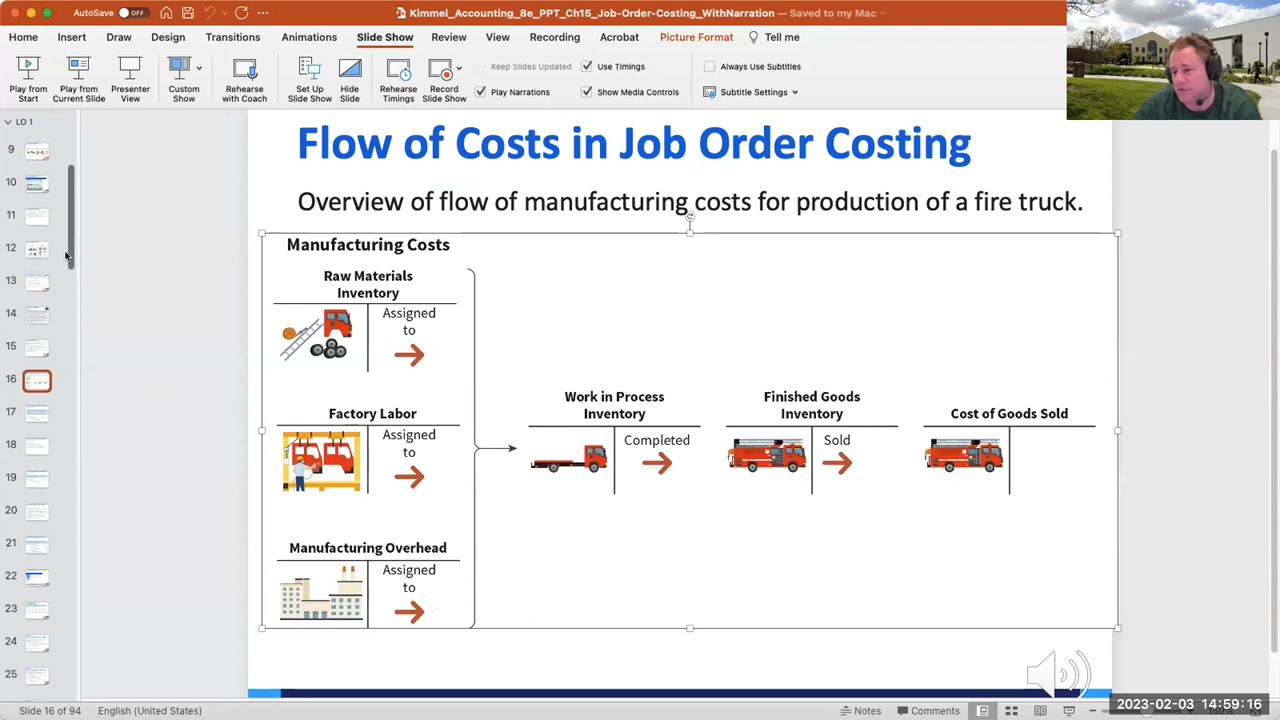 AutoSave OFF
Kimmel_Accounting_8e_PPT_Ch15_Job-Order-Costing_WithNarration — Saved to my Mac
Home Insert Draw Design Transitions Animations Slide Show Review View Recording Acrobat Picture Format Tell me
Play from Start
Play from Current Slide
Presenter View
Custom Show
Rehearse with Coach
Set Up Slide Show
Hide Slide
Rehearse Timings
Record Slide Show
Keep Slides Updated
Use Timings
Always Use Subtitles
Play Narrations
Show Media Controls
Subtitle Settings
LO 1
9
10
11
12
13
14
15
16
17
18
19
20
21
22
23
24
25
Flow of Costs in Job Order Costing
Overview of flow of manufacturing costs for production of a fire truck.
Manufacturing Costs
Raw Materials
Inventory
Assigned
to
Factory Labor
Assigned
to
Manufacturing Overhead
Assigned
to
Work in Process
Inventory
Completed
Finished Goods
Inventory
Sold
Cost of Goods Sold
Slide 16 of 94 English (United States) Notes Comments
2023-02-03 14:59:16